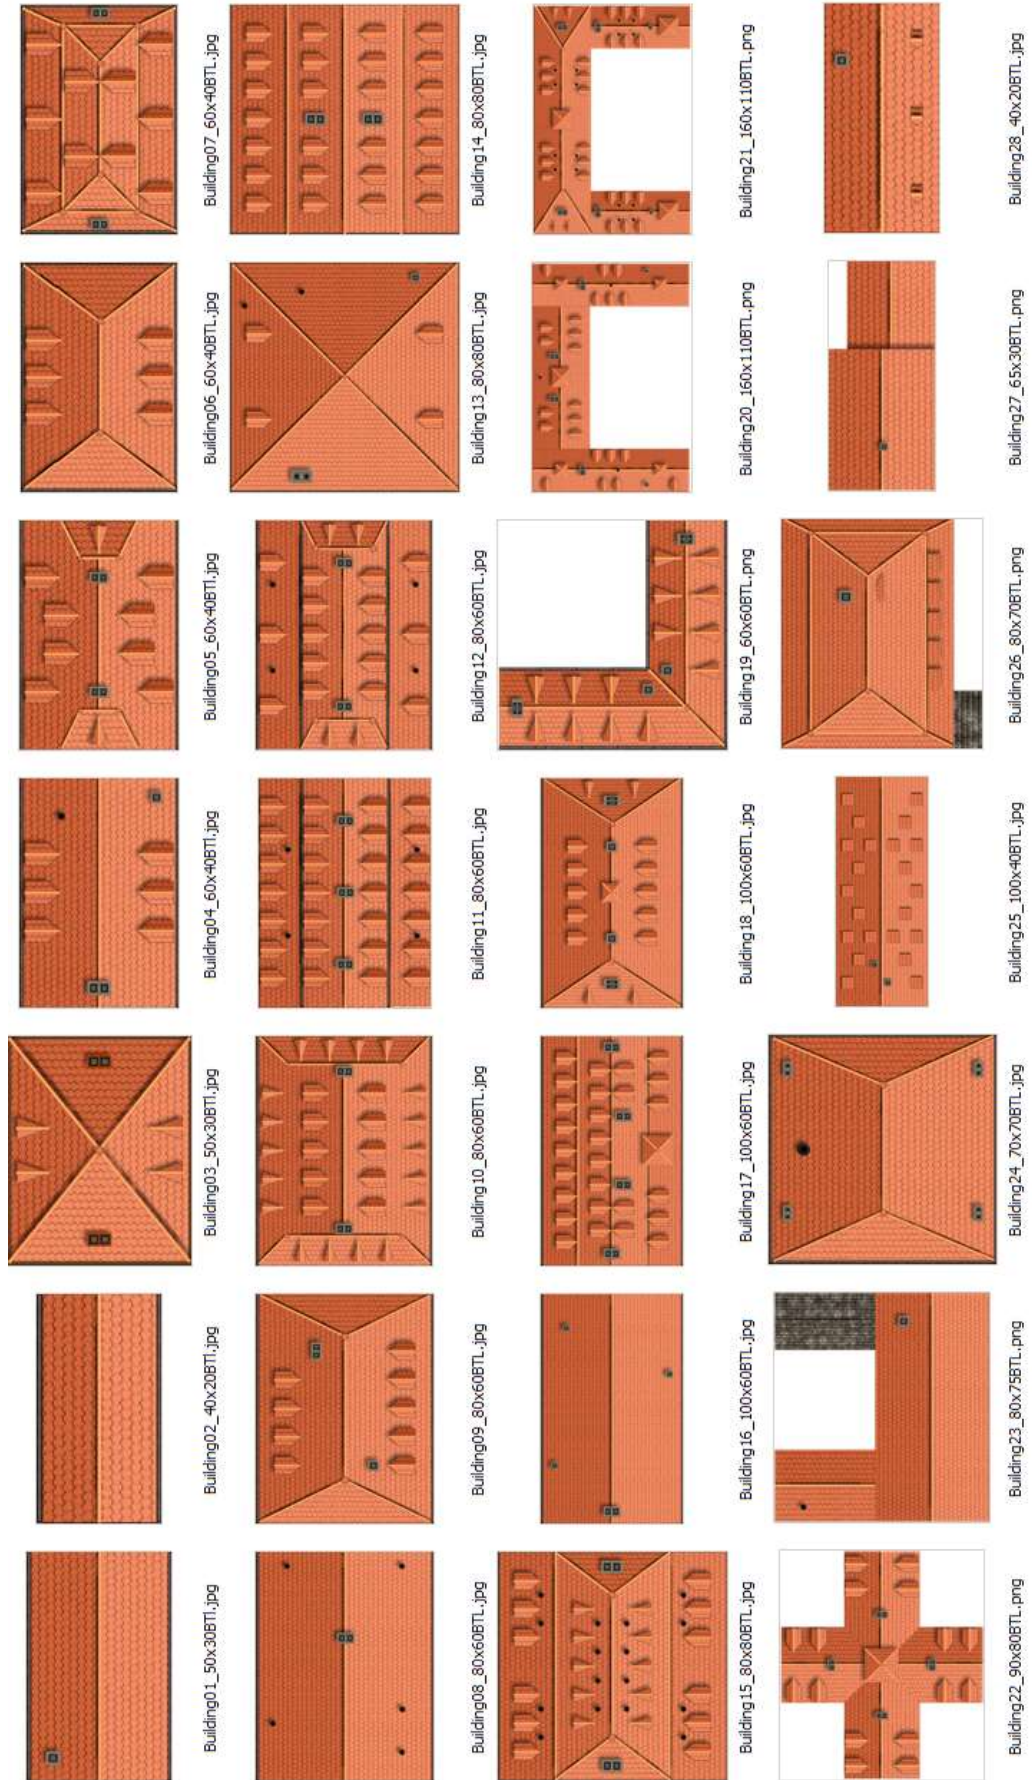 Building01_50x30BTl.jpg
Building02_40x20BTl.jpg
Building03_50x30BTl.jpg
Building04_60x40BTl.jpg
Building05_60x40BTl.jpg
Building06_60x40BTL.jpg
Building07_60x40BTL.jpg
Building08_80x60BTL.jpg
Building09_80x60BTL.jpg
Building10_80x60BTL.jpg
Building11_80x60BTL.jpg
Building12_80x60BTL.jpg
Building13_80x80BTL.jpg
Building14_80x80BTL.jpg
Building15_80x80BTL.jpg
Building16_100x60BTL.jpg
Building17_100x60BTL.jpg
Building18_100x60BTL.jpg
Building19_60x60BTL.png
Building20_160x110BTL.png
Building21_160x110BTL.png
Building22_90x80BTL.png
Building23_80x75BTL.png
Building24_70x70BTL.jpg
Building25_100x40BTL.jpg
Building26_80x70BTL.png
Building27_65x30BTL.png
Building28_40x20BTL.jpg